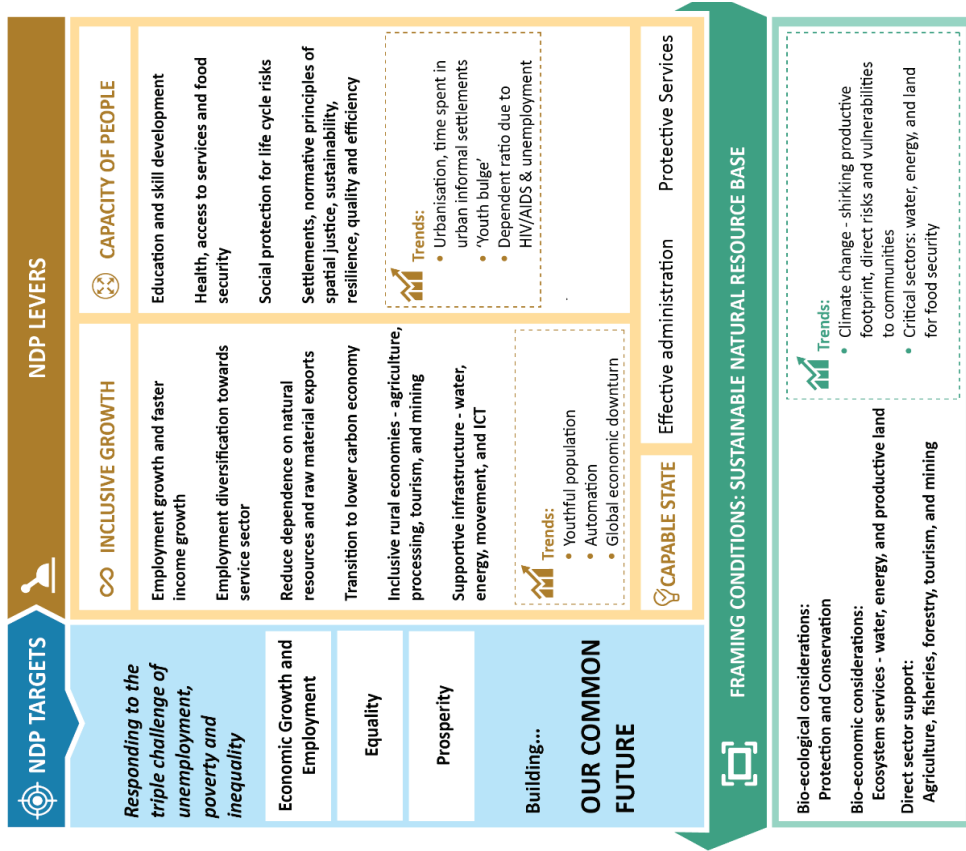 NDP TARGETS
NDP LEVERS
Responding to the
triple challenge of
unemployment,
poverty and
inequality
Economic Growth and
Employment
Equality
Prosperity
Building...
OUR COMMON
FUTURE
INCLUSIVE GROWTH
Employment growth and faster
income growth
Employment diversification towards
service sector
Reduce dependence on natural
resources and raw material exports
Transition to lower carbon economy
Inclusive rural economies - agriculture,
processing, tourism, and mining
Supportive infrastructure - water,
energy, movement, and ICT
Trends:
• Youthful population
• Automation
• Global economic downturn
CAPACITY OF PEOPLE
Education and skill development
Health, access to services and food
security
Social protection for life cycle risks
Settlements, normative principles of
spatial justice, sustainability,
resilience, quality and efficiency
Trends:
• Urbanisation, time spent in
urban informal settlements
• 'Youth bulge'
• Dependent ratio due to
HIV/AIDS & unemployment
.
CAPABLE STATE
Effective administration
Protective Services
FRAMING CONDITIONS: SUSTAINABLE NATURAL RESOURCE BASE
Bio-ecological considerations:
Protection and Conservation
Bio-economic considerations:
Ecosystem services - water, energy, and productive land
Direct sector support:
Agriculture, fisheries, forestry, tourism, and mining
Trends:
• Climate change - shirking productive
footprint, direct risks and vulnerabilities
to communities
• Critical sectors: water, energy, and land
for food security